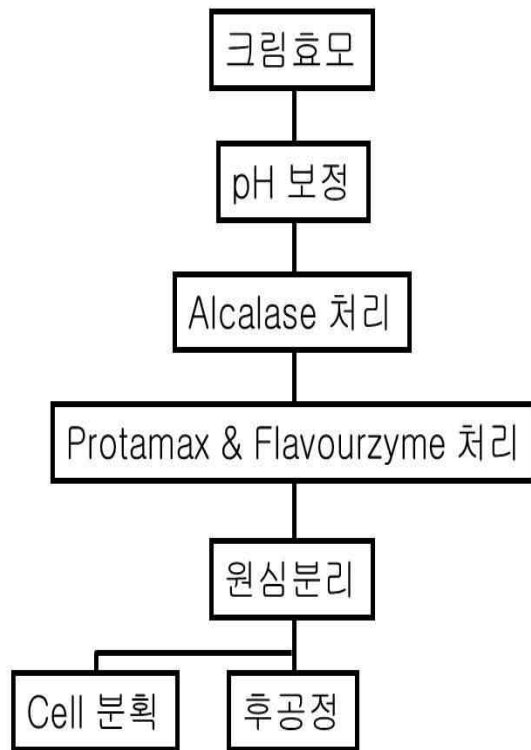 크림효모
pH 보정
Alcalase 처리
Protamax & Flavourzyme 처리
원심분리
Cell 분획
후공정